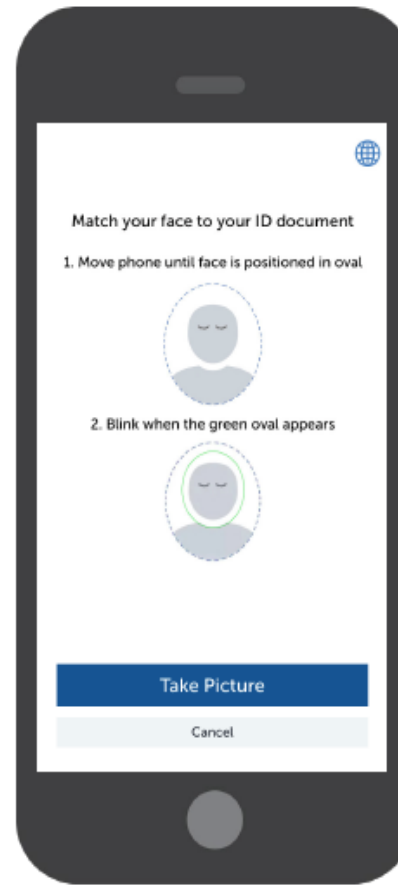 Match your face to your ID document
1. Move phone until face is positioned in oval
2. Blink when the green oval appears
Take Picture
Cancel